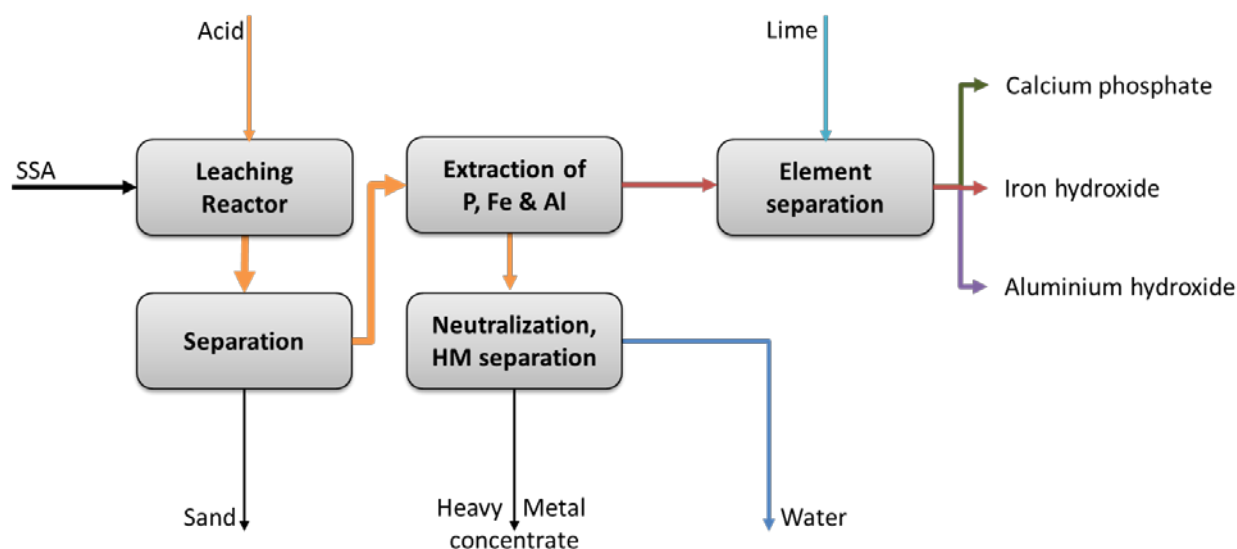 Acid
Lime
Calcium phosphate
SSA
Leaching
Reactor
Extraction of
P, Fe & Al
Element
separation
Iron hydroxide
Aluminium hydroxide
Separation
Neutralization,
HM separation
Sand
Heavy Metal
concentrate
Water